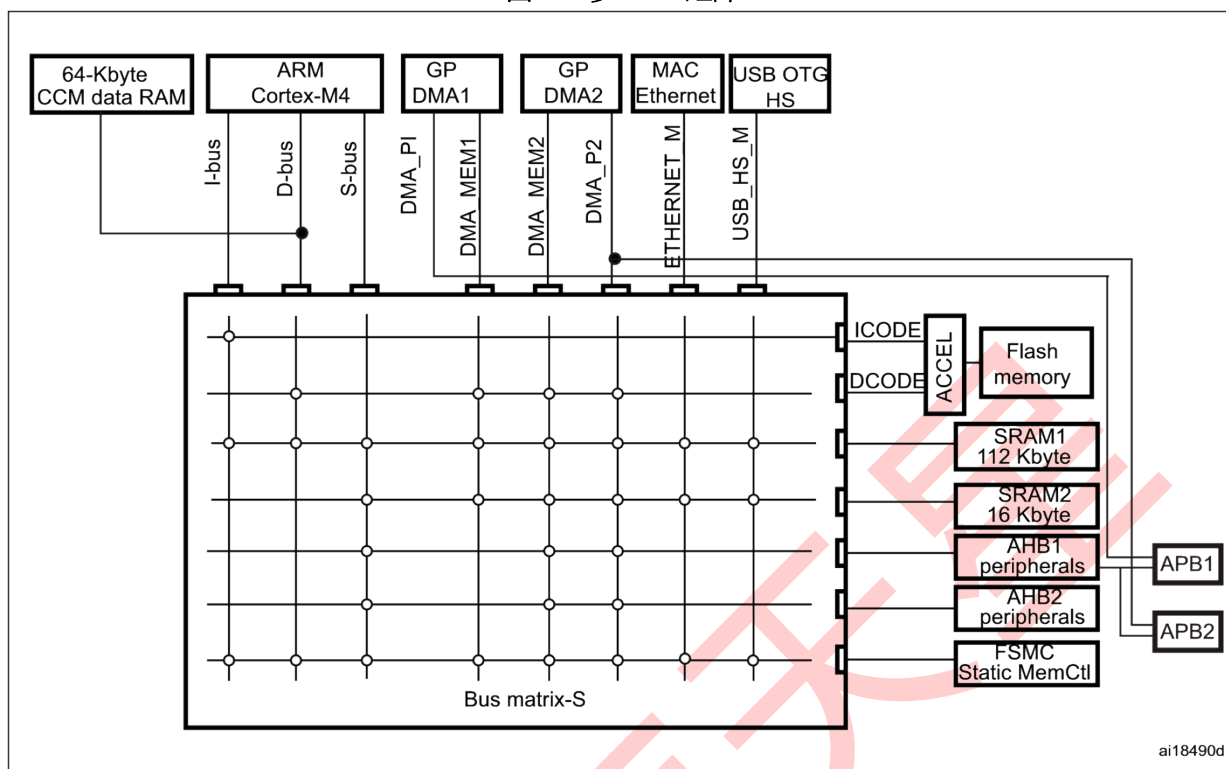 64-Kbyte
CCM data RAM
ARM
Cortex-M4
GP
DMA1
GP
DMA2
MAC
Ethernet
USB OTG
HS
I-bus
D-bus
S-bus
DMA_PI
DMA_MEM1
DMA_MEM2
DMA_P2
ETHERNET_M
USB_HS_M
ICODE
DCODE
ACCEL
Flash
memory
SRAM1
112 Kbyte
SRAM2
16 Kbyte
AHB1
peripherals
AHB2
peripherals
FSMC
Static MemCtl
APB1
APB2
Bus matrix-S
ai18490d